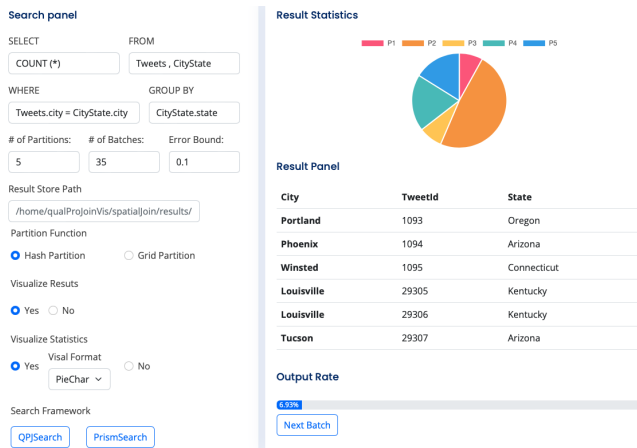 Search panel
SELECT FROM
COUNT (*) Tweets , CityState
WHERE GROUP BY
Tweets.city = CityState.city CityState.state
# of Partitions: # of Batches: Error Bound:
5 35 0.1
Result Store Path
/home/qualProJoinVis/spatialJoin/results/
Partition Function
Hash Partition Grid Partition
Visualize Resuts
Yes No
Visualize Statistics
Yes Visal Format No
PieChar
Search Framework
QPJSearch PrismSearch
Result Statistics
P1 P2 P3 P4 P5
Result Panel
City TweetId State
Portland 1093 Oregon
Phoenix 1094 Arizona
Winsted 1095 Connecticut
Louisville 29305 Kentucky
Louisville 29306 Kentucky
Tucson 29307 Arizona
Output Rate
6.93%
Next Batch